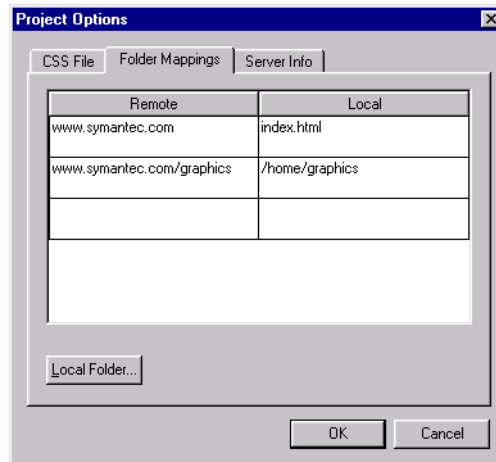 Project Options
CSS File Folder Mappings Server Info
Remote Local
www.symantec.com index.html
www.symantec.com/graphics /home/graphics
Local Folder...
OK Cancel